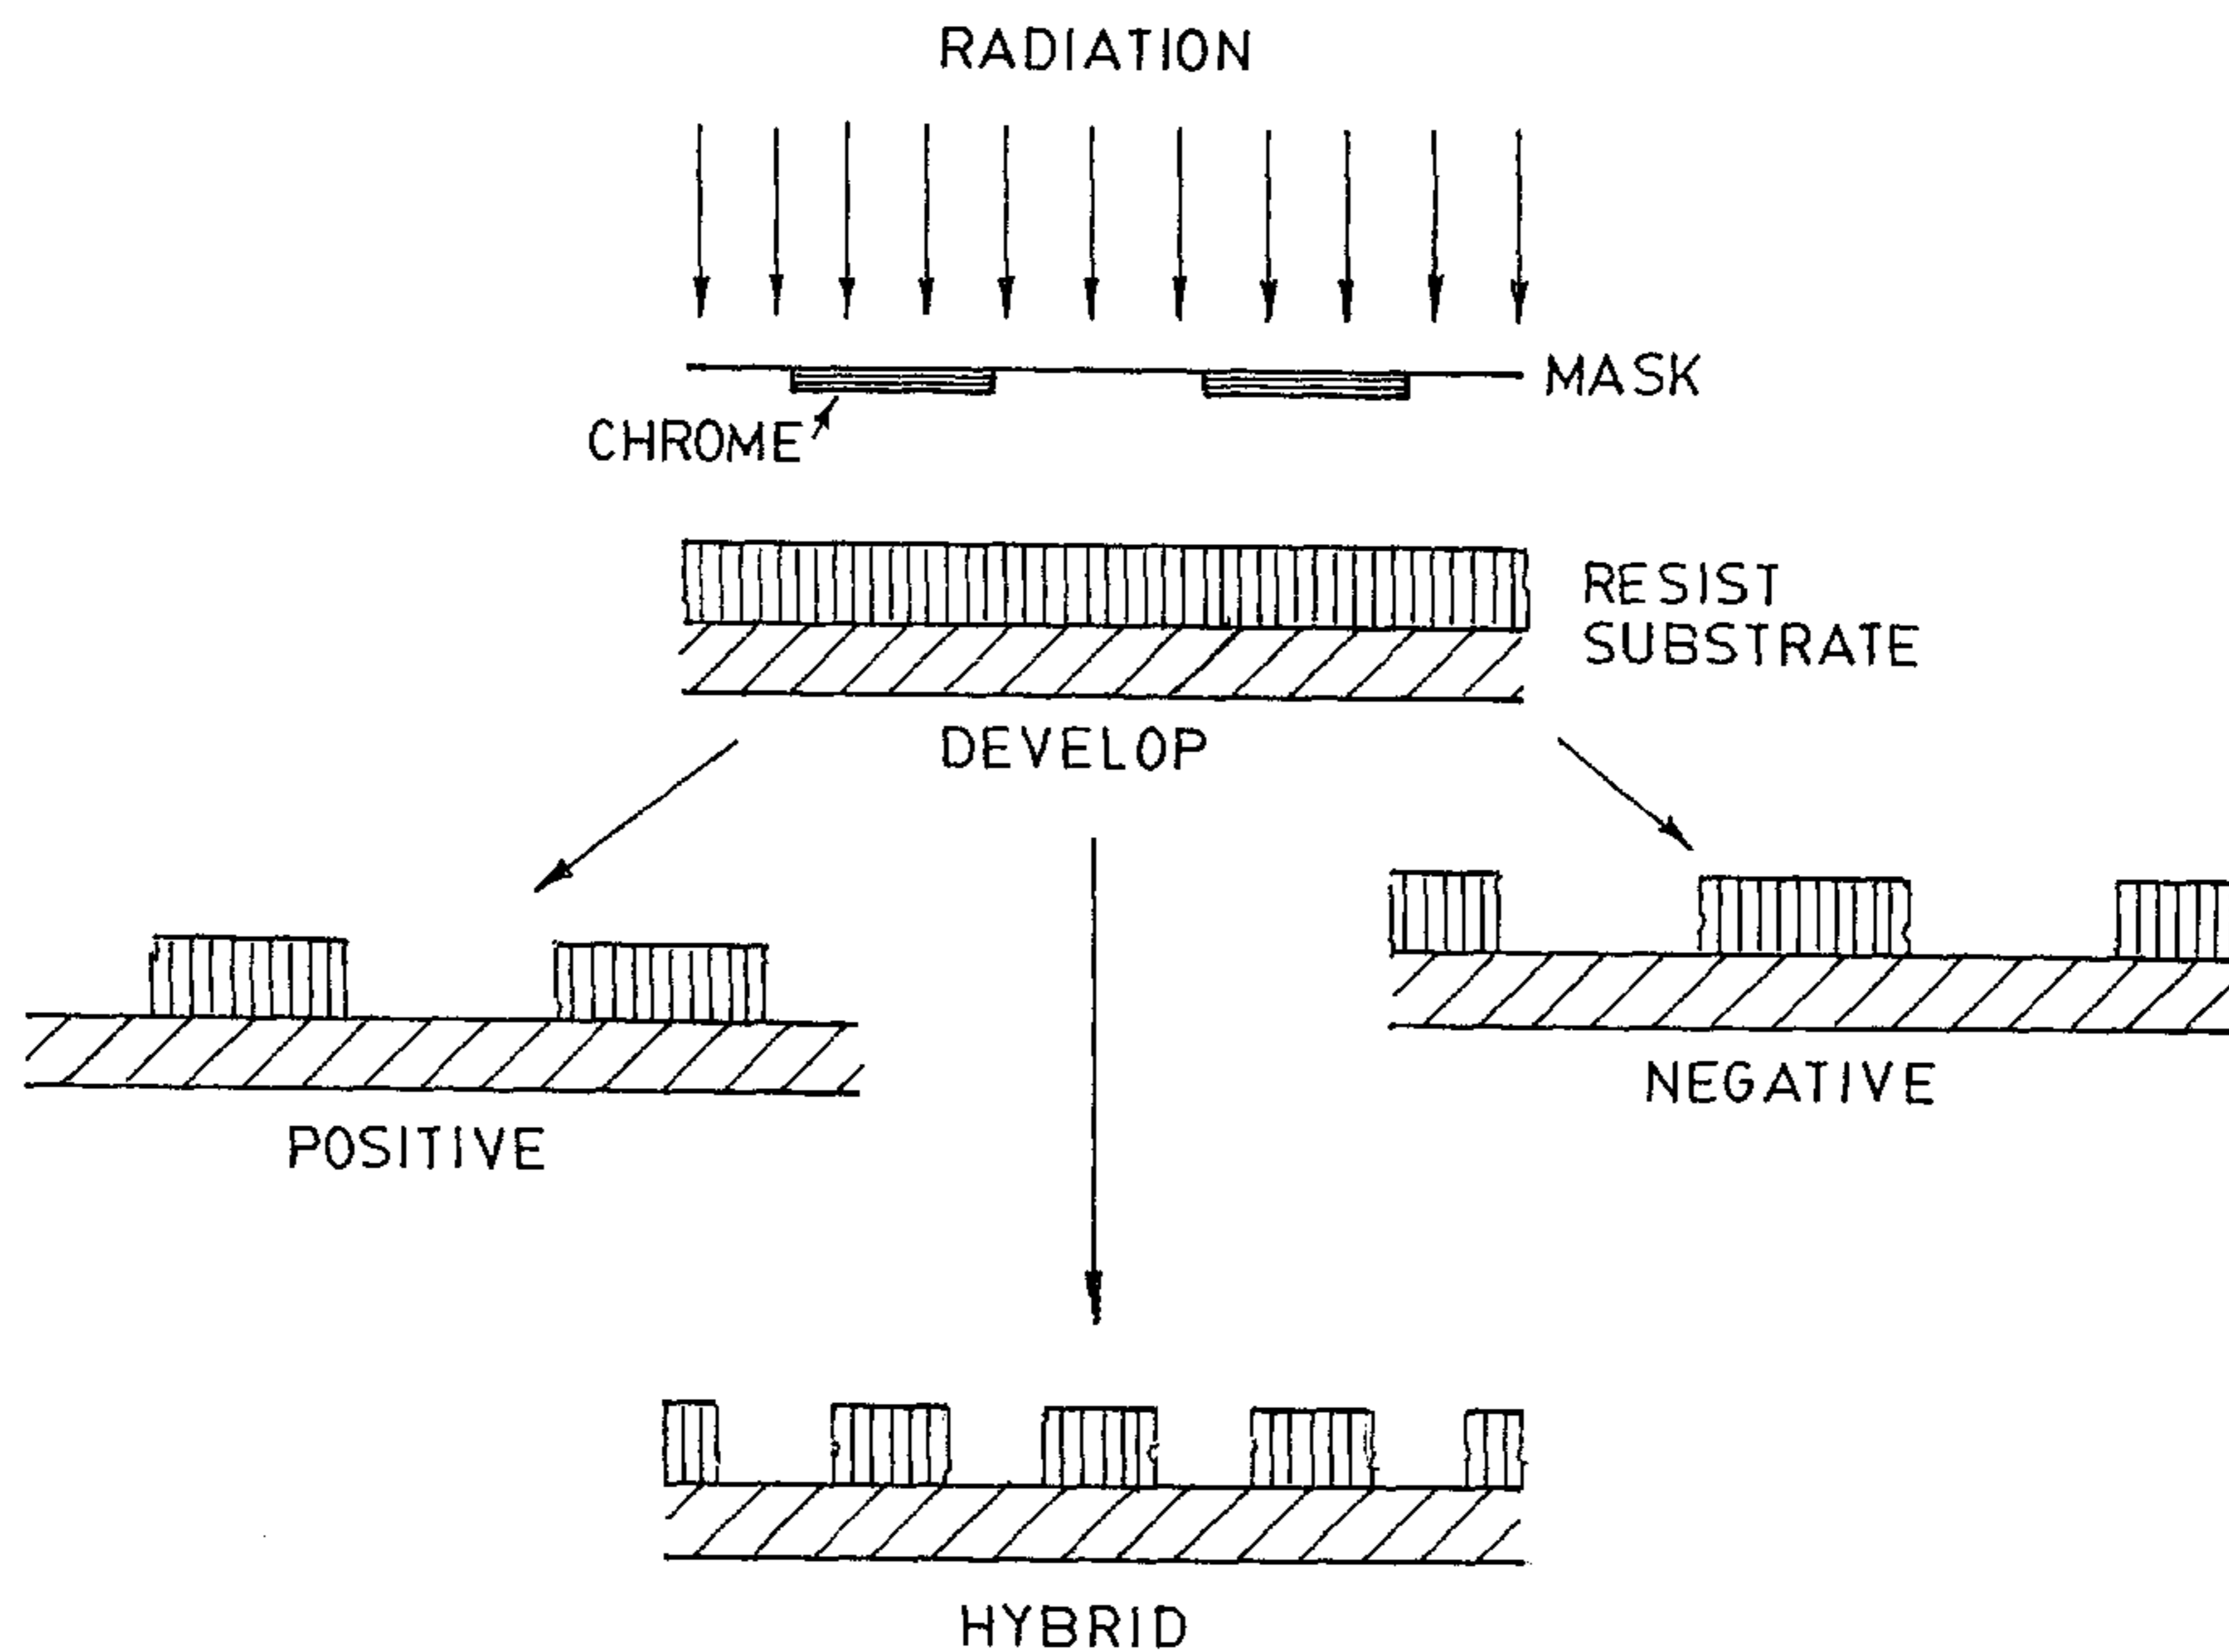 RADIATION
MASK
CHROME
RESIST
SUBSTRATE
DEVELOP
NEGATIVE
POSITIVE
HYBRID